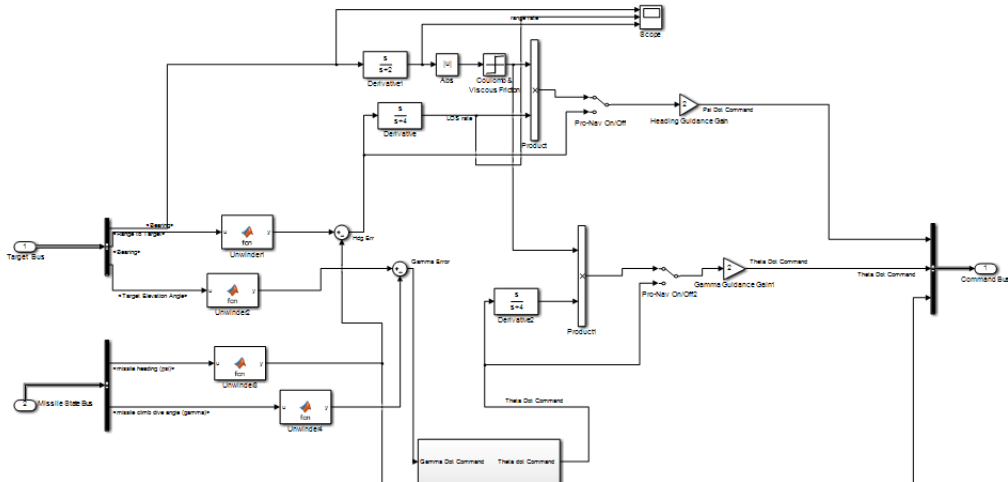 range rate
Scope
s
s+2
Derivative1
|u|
Abs
Coulomb &
Viscous Friction
s
s+4
Derivative
LOS rate
Product
Pro-Nav On/Off
2
Heading Guidance Gain
Psi Dot Command
1
Target Bus
<Bearing>
<Range to Target>
<Bearing>
u
fcn
y
Unwinder1
Hdg Err
Gamma Error
<Target Elevation Angle>
u
fcn
y
Unwinder2
s
s+4
Derivative2
Product1
Pro-Nav On/Off2
2
Gamma Guidance Gain1
Theta Dot Command
Theta Dot Command
1
Command Bus
2
Missile State Bus
<missile heading (psi)>
u
fcn
y
Unwinder3
<missile climb dive angle (gamma)>
u
fcn
y
Unwinder4
Theta Dot Command
Gamma Dot Command
Theta dot Command